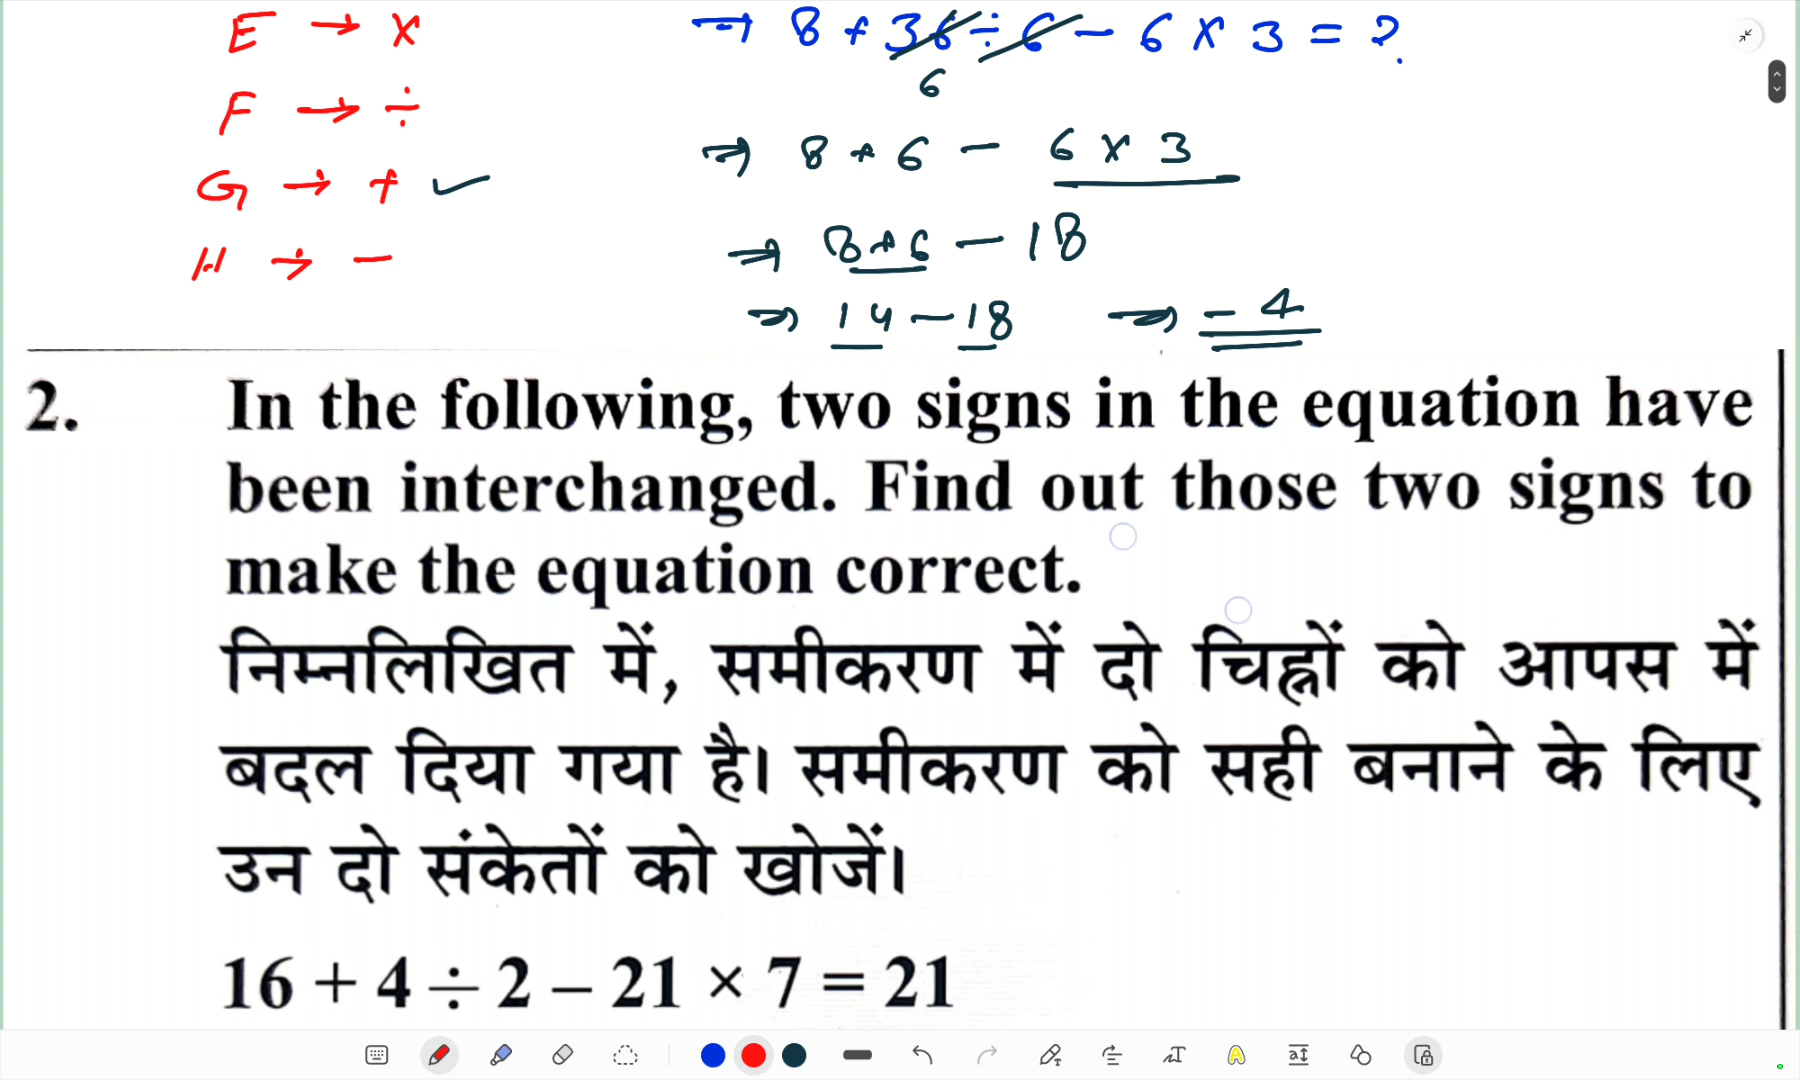 E → × ⇒ 8 + 36 ÷ 6 - 6 × 3 = ?
6
F → ÷
⇒ 8 + 6 - 6 × 3
G → + ✓
⇒ 8+6 - 18
H → -
⇒ 14 - 18 ⇒ - 4
2. In the following, two signs in the equation have
been interchanged. Find out those two signs to
make the equation correct.
निम्नलिखित में, समीकरण में दो चिह्नों को आपस में
बदल दिया गया है। समीकरण को सही बनाने के लिए
उन दो संकेतों को खोजें।
16 + 4 ÷ 2 – 21 × 7 = 21